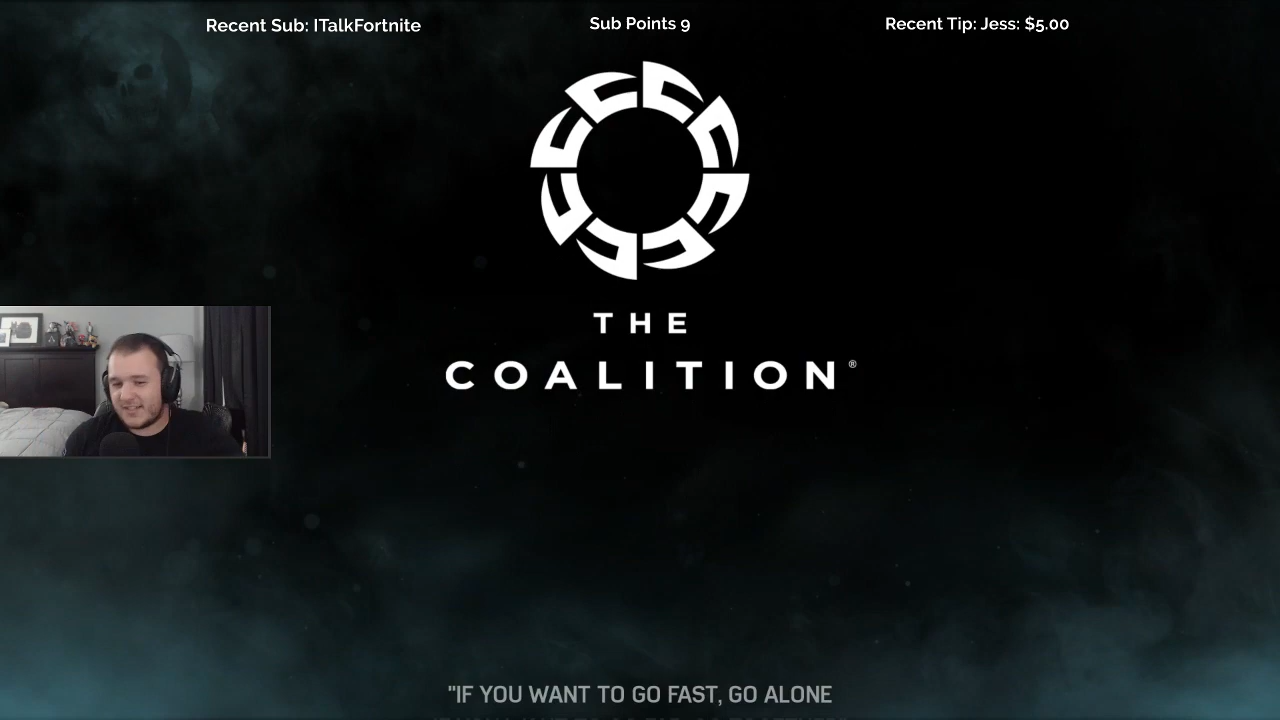 Recent Sub: ITalkFortnite
Sub Points 9
Recent Tip: Jess: $5.00
THE
COALITION®
"IF YOU WANT TO GO FAST, GO ALONE